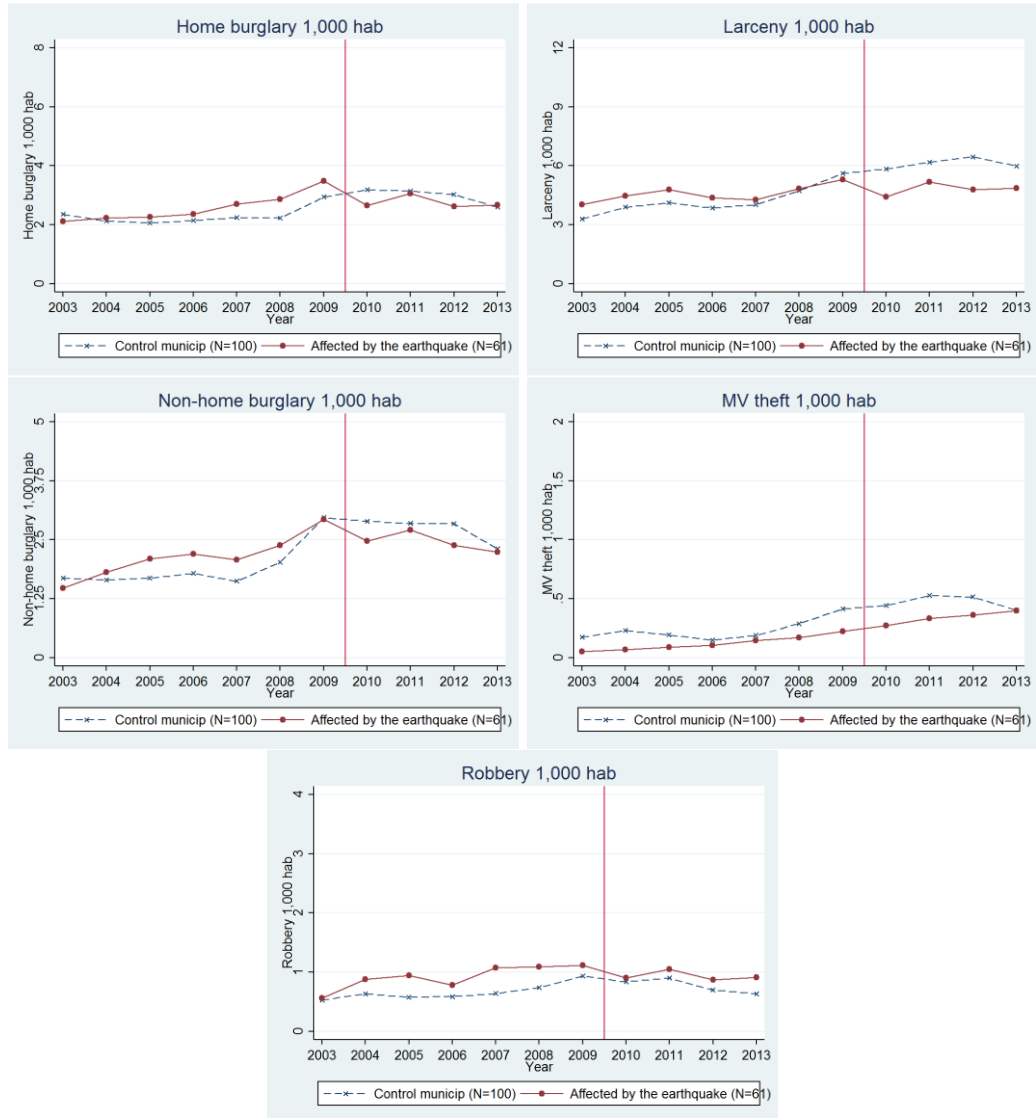 Home burglary 1,000 hab
Home burglary 1,000 hab
8
6
4
2
0
2003 2004 2005 2006 2007 2008 2009 2010 2011 2012 2013
Year
Control municip (N=100) Affected by the earthquake (N=61)
Larceny 1,000 hab
Larceny 1,000 hab
12
9
6
3
0
2003 2004 2005 2006 2007 2008 2009 2010 2011 2012 2013
Year
Control municip (N=100) Affected by the earthquake (N=61)
Non-home burglary 1,000 hab
Non-home burglary 1,000 hab
5
3.75
2.5
1.25
0
2003 2004 2005 2006 2007 2008 2009 2010 2011 2012 2013
Year
Control municip (N=100) Affected by the earthquake (N=61)
MV theft 1,000 hab
MV theft 1,000 hab
2
1.5
1
.5
0
2003 2004 2005 2006 2007 2008 2009 2010 2011 2012 2013
Year
Control municip (N=100) Affected by the earthquake (N=61)
Robbery 1,000 hab
Robbery 1,000 hab
4
3
2
1
0
2003 2004 2005 2006 2007 2008 2009 2010 2011 2012 2013
Year
Control municip (N=100) Affected by the earthquake (N=61)